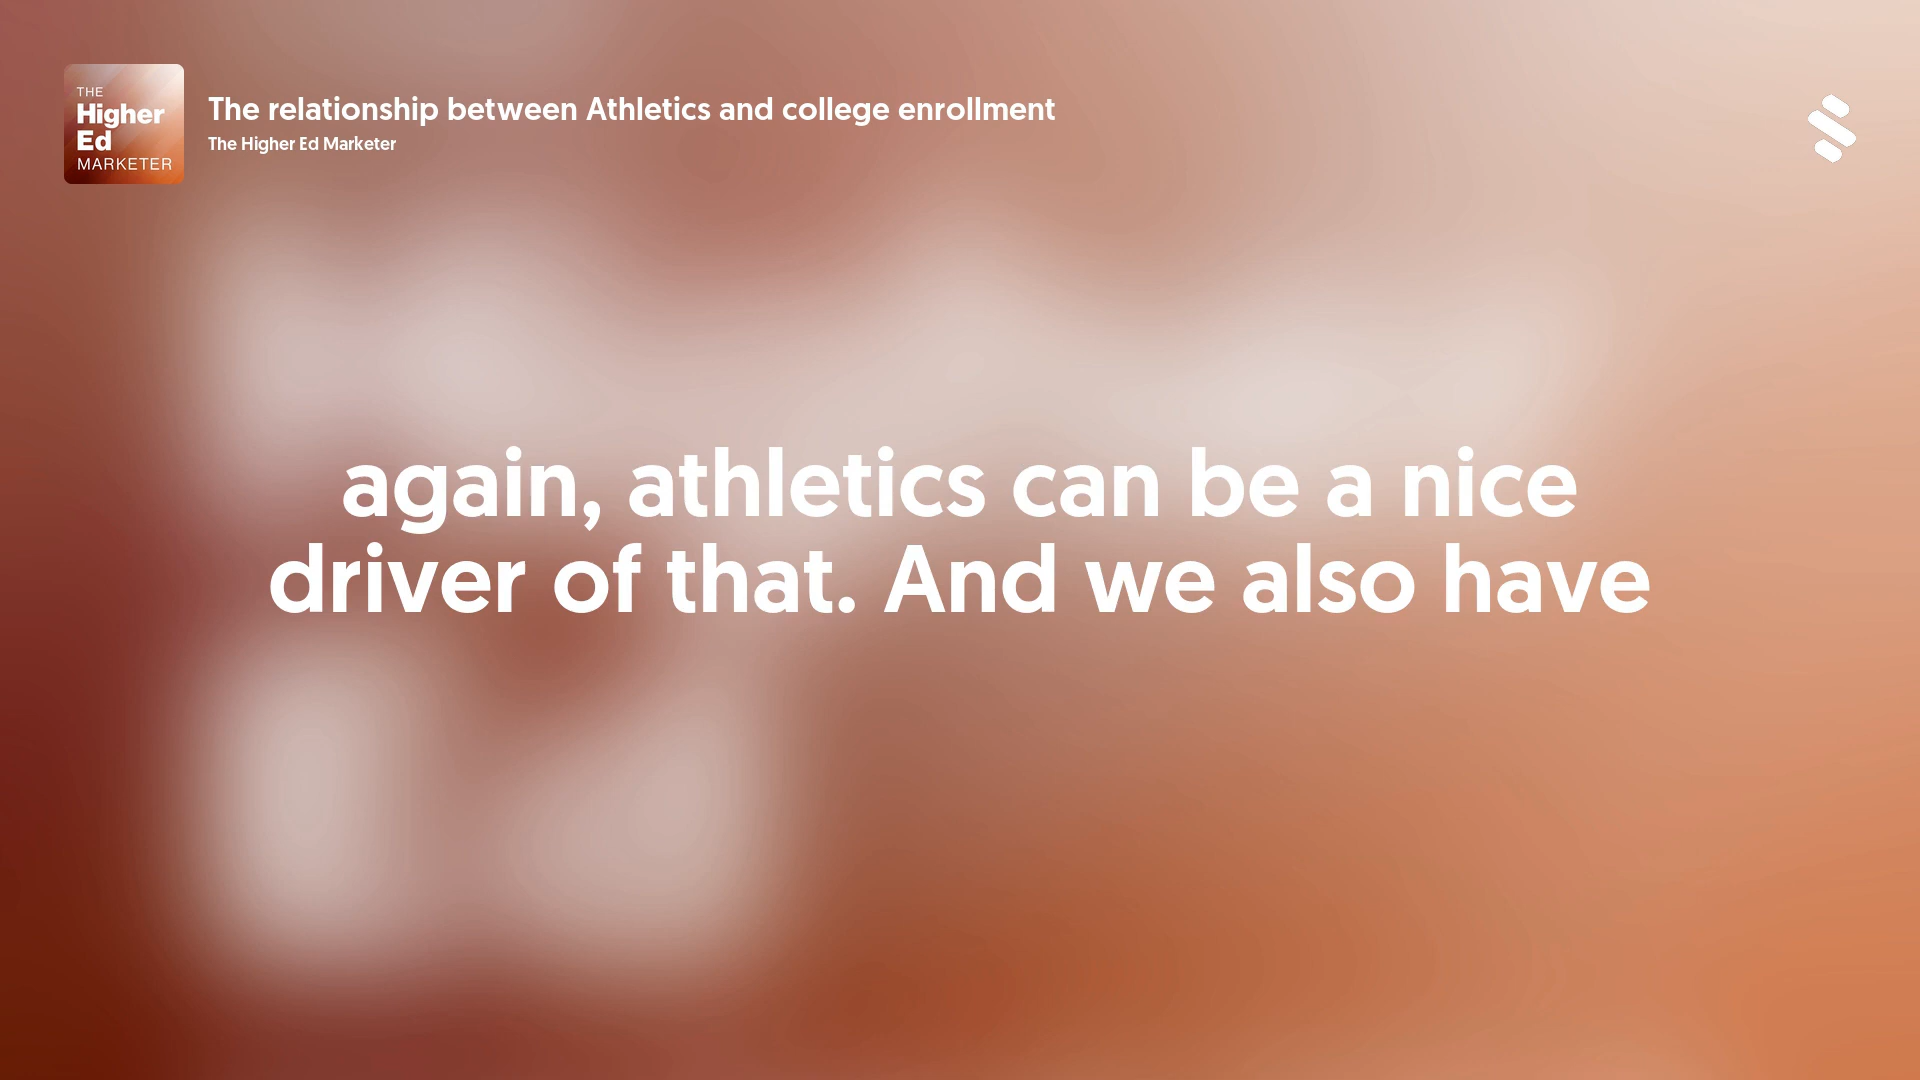 THE
Higher
Ed
MARKETER
The relationship between Athletics and college enrollment
The Higher Ed Marketer
again, athletics can be a nice
driver of that. And we also have